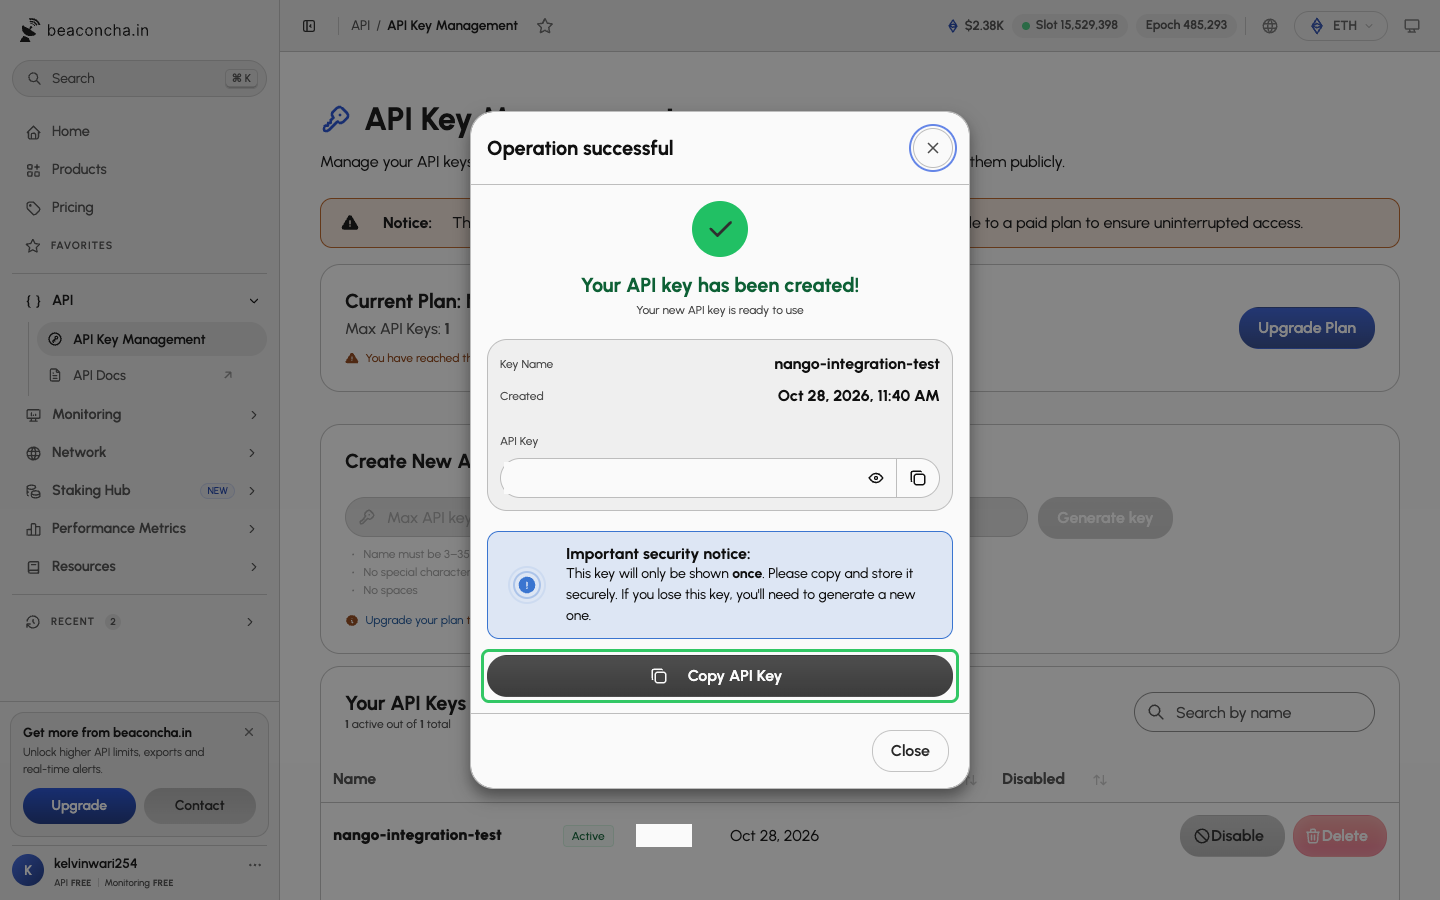 beaconcha.in
Search
⌘ K
Home
Products
Pricing
FAVORITES
API
API Key Management
API Docs
Monitoring
Network
Staking Hub NEW
Performance Metrics
Resources
RECENT 2
Get more from beaconcha.in
Unlock higher API limits, exports and
real-time alerts.
Upgrade Contact
K
kelvinwari254
API FREE Monitoring FREE
API / API Key Management
$2.38K Slot 15,529,398 Epoch 485,293 ETH
API Key
Manage your API keys them publicly.
Notice: to a paid plan to ensure uninterrupted access.
Current Plan:
Max API Keys: 1
You have reached
Upgrade Plan
Create New
Max API key Generate key
Name must be 3–35
No special character
No spaces
Upgrade your plan
Your API Keys
1 active out of 1 total
Search by name
Name Disabled
nango-integration-test Active Oct 28, 2026 Disable Delete
Operation successful
Your API key has been created!
Your new API key is ready to use
Key Name nango-integration-test
Created Oct 28, 2026, 11:40 AM
API Key
Important security notice:
This key will only be shown once. Please copy and store it
securely. If you lose this key, you'll need to generate a new
one.
Copy API Key
Close